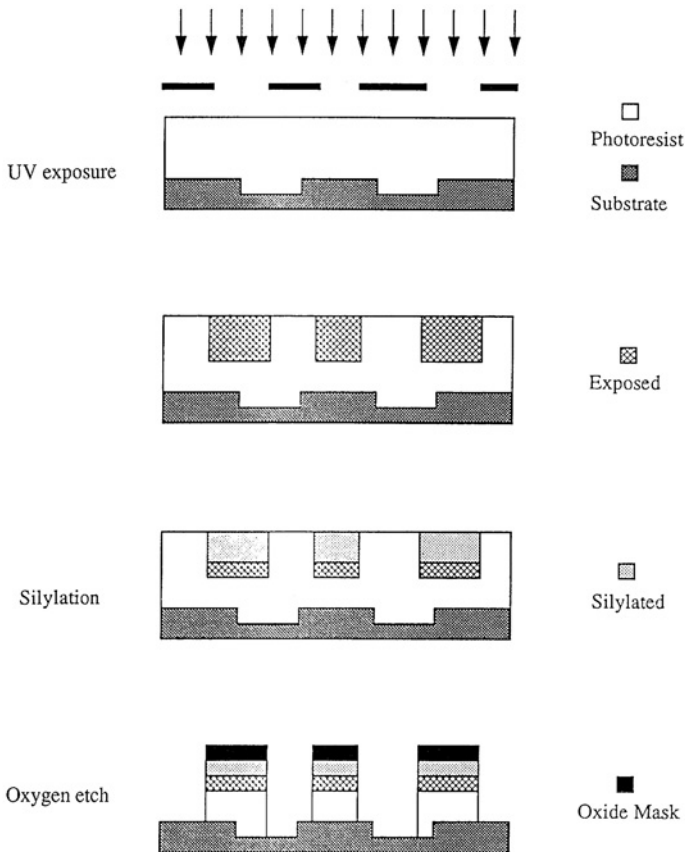 UV exposure
Photoresist
Substrate
Exposed
Silylation
Silylated
Oxygen etch
Oxide Mask